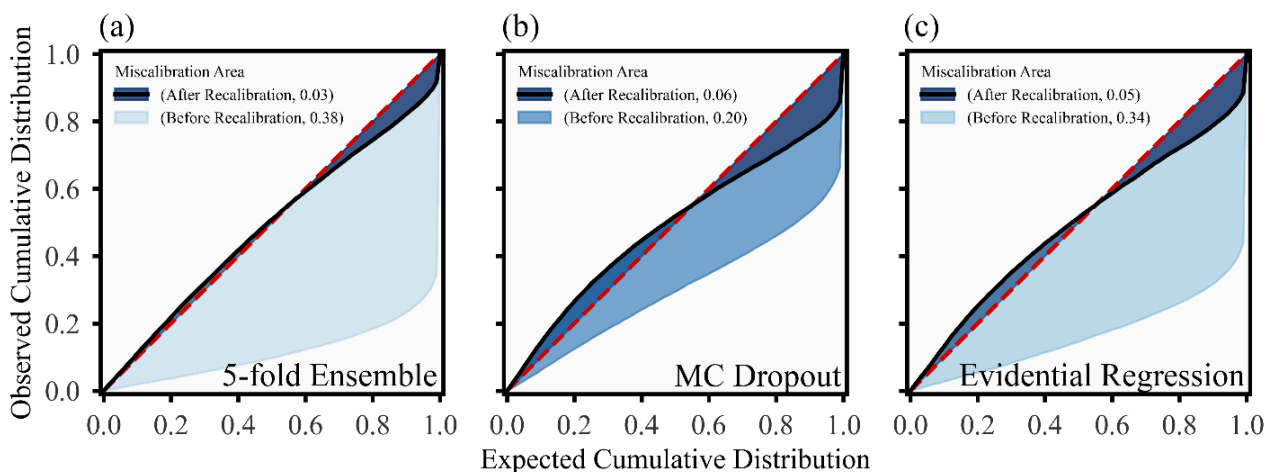 (a)
Miscalibration Area
(After Recalibration, 0.03)
(Before Recalibration, 0.38)
5-fold Ensemble
(b)
Miscalibration Area
(After Recalibration, 0.06)
(Before Recalibration, 0.20)
MC Dropout
(c)
Miscalibration Area
(After Recalibration, 0.05)
(Before Recalibration, 0.34)
Evidential Regression
Observed Cumulative Distribution
1.0
0.8
0.6
0.4
0.2
0.0
0.0 0.2 0.4 0.6 0.8 1.0
0.0 0.2 0.4 0.6 0.8 1.0
0.0 0.2 0.4 0.6 0.8 1.0
Expected Cumulative Distribution